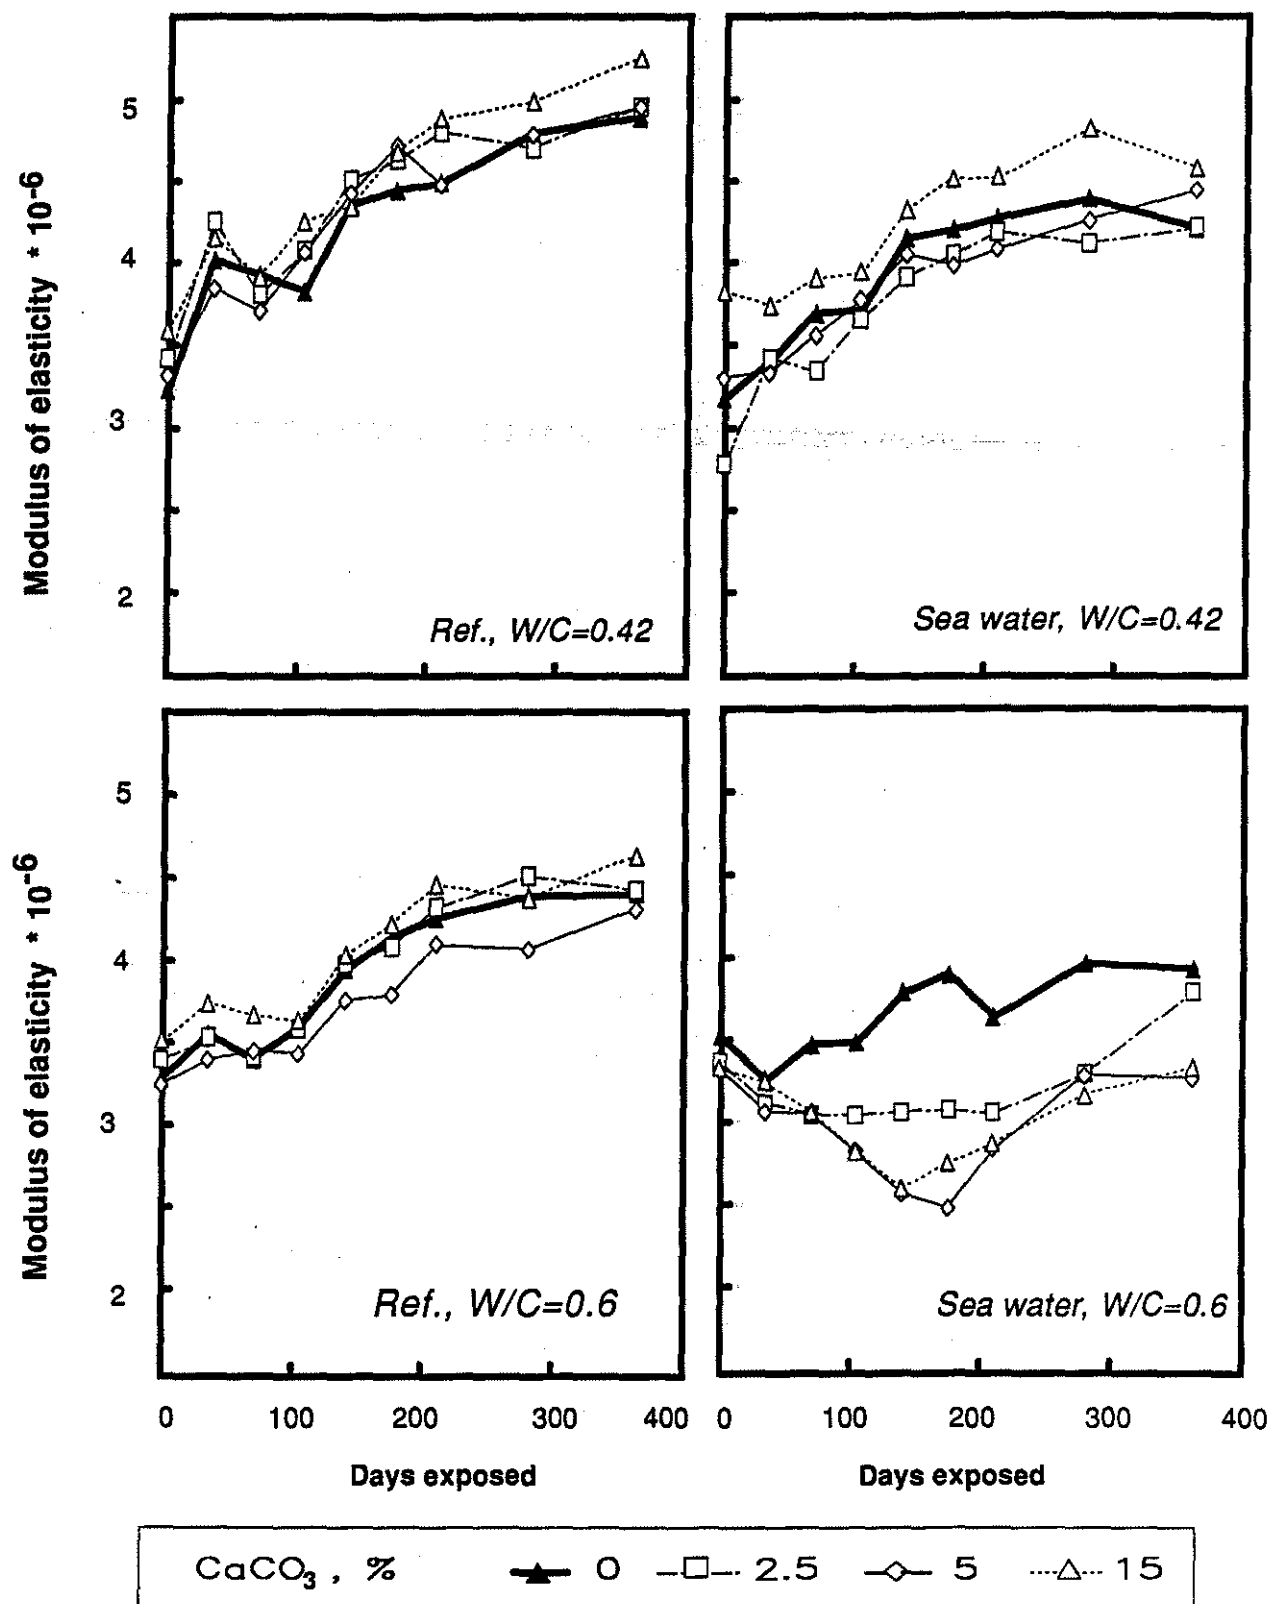 Modulus of elasticity * 10-6
5
4
3
2
Ref., W/C=0.42
Sea water, W/C=0.42
Modulus of elasticity * 10-6
5
4
3
2
Ref., W/C=0.6
Sea water, W/C=0.6
0 100 200 300 400
0 100 200 300 400
Days exposed
Days exposed
CaCO3 , % 0 2.5 5 15